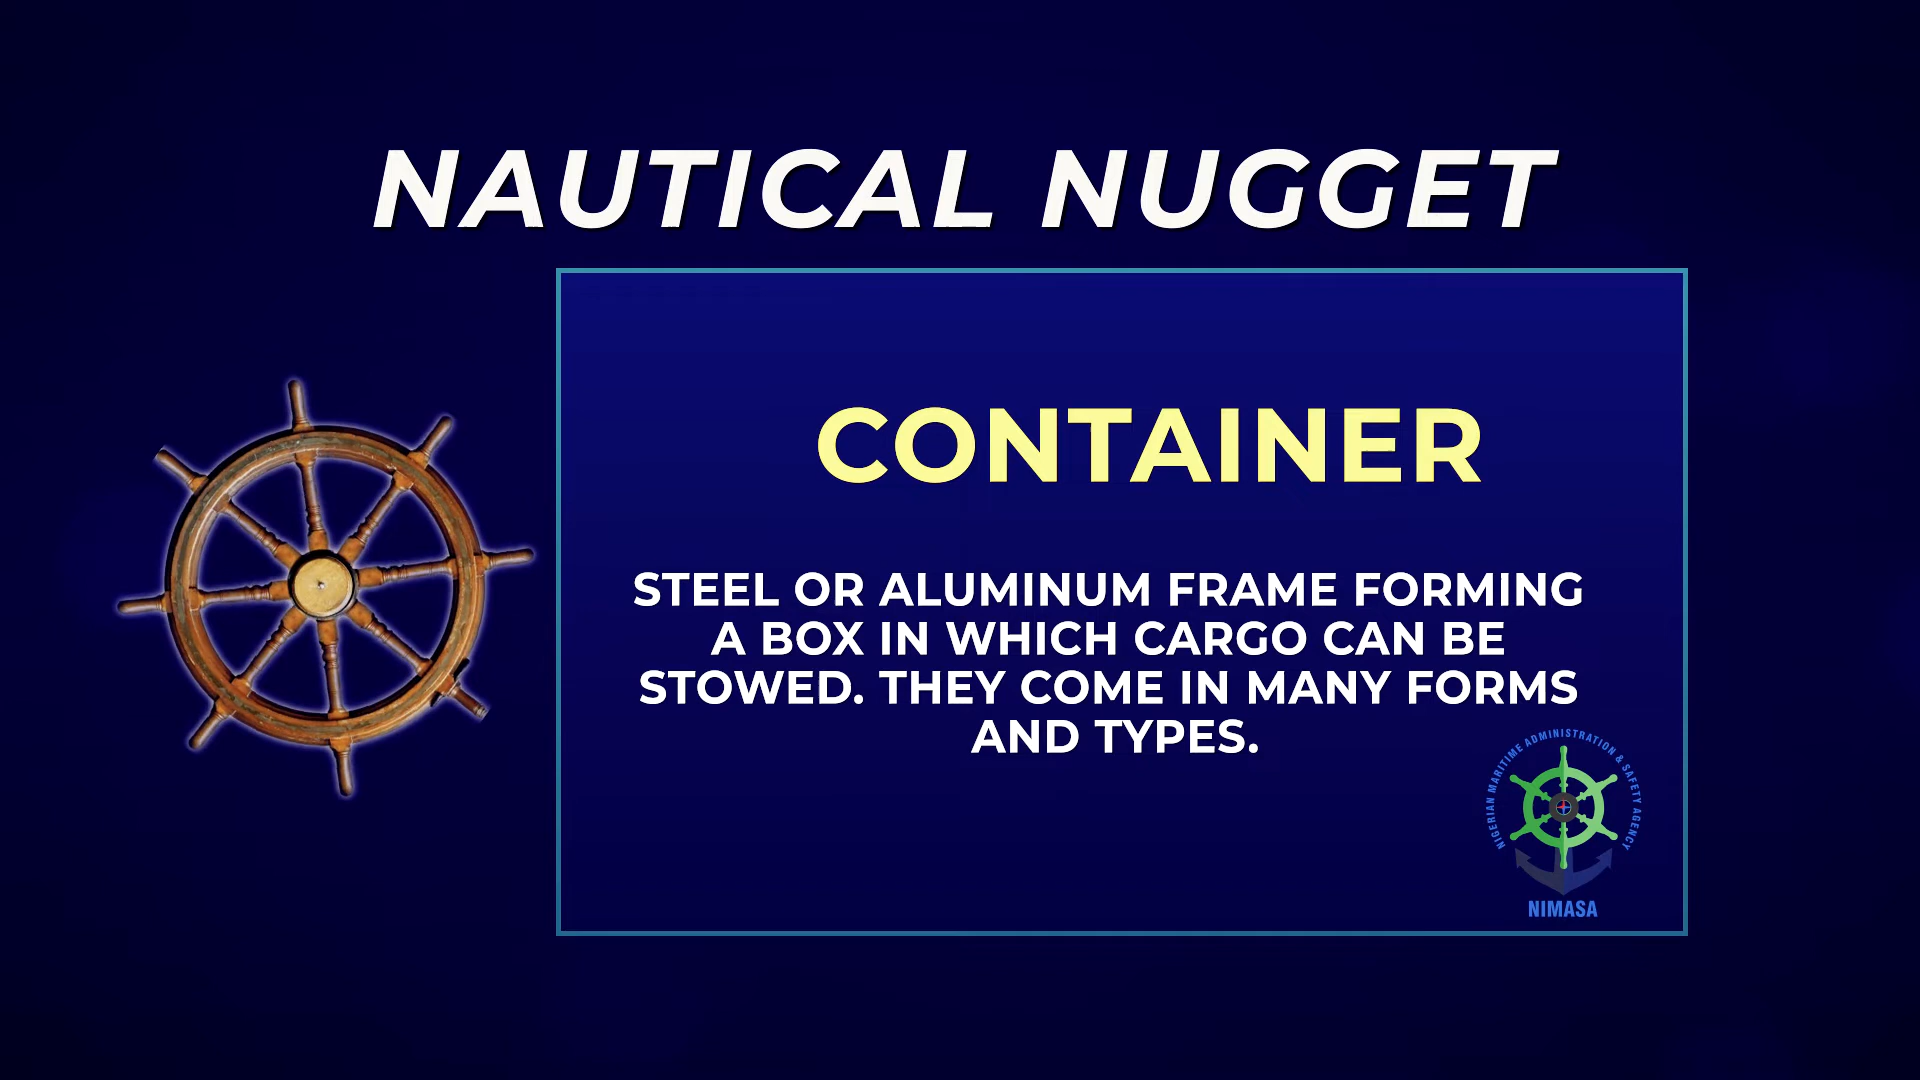 NAUTICAL NUGGET
CONTAINER
STEEL OR ALUMINUM FRAME FORMING
A BOX IN WHICH CARGO CAN BE
STOWED. THEY COME IN MANY FORMS
AND TYPES.
NIGERIAN MARITIME ADMINISTRATION & SAFETY AGENCY
NIMASA